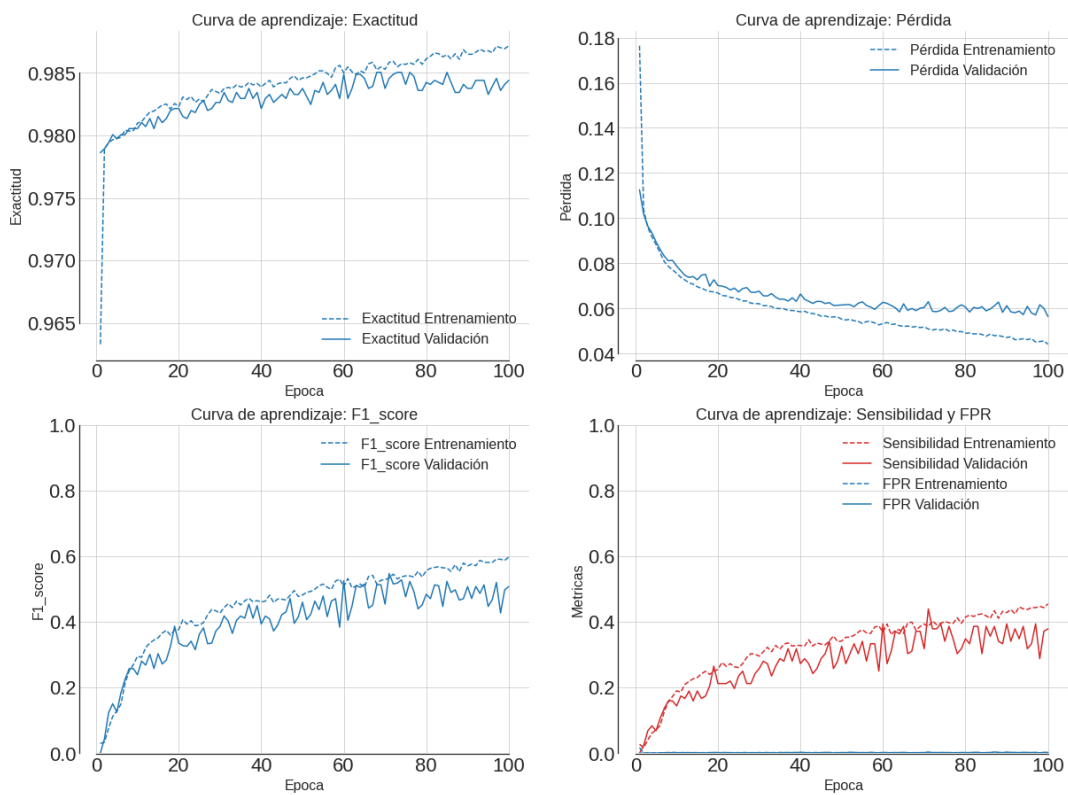 Curva de aprendizaje: Exactitud
0.985
0.980
0.975
0.970
0.965
Exactitud
Exactitud Entrenamiento
Exactitud Validación
0 20 40 60 80 100
Epoca
Curva de aprendizaje: Pérdida
0.18
0.16
0.14
0.12
0.10
0.08
0.06
0.04
Pérdida
Pérdida Entrenamiento
Pérdida Validación
0 20 40 60 80 100
Epoca
Curva de aprendizaje: F1_score
1.0
0.8
0.6
0.4
0.2
0.0
F1_score
F1_score Entrenamiento
F1_score Validación
0 20 40 60 80 100
Epoca
Curva de aprendizaje: Sensibilidad y FPR
1.0
0.8
0.6
0.4
0.2
0.0
Metricas
Sensibilidad Entrenamiento
Sensibilidad Validación
FPR Entrenamiento
FPR Validación
0 20 40 60 80 100
Epoca